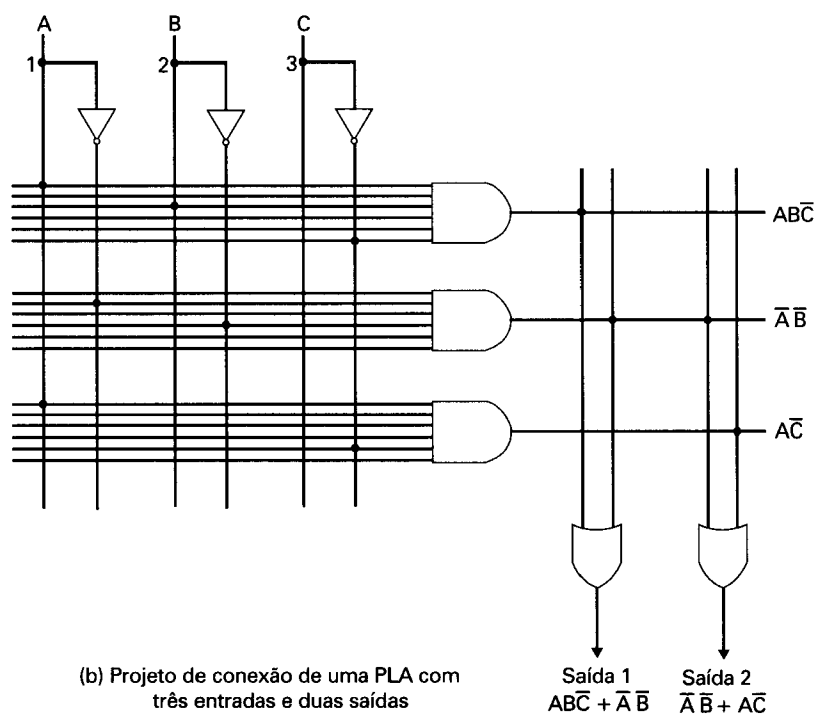 A B C
1 2 3
ABC̅
A̅ B̅
AC̅
(b) Projeto de conexão de uma PLA com
três entradas e duas saídas
Saída 1
ABC̅ + A̅ B̅
Saída 2
A̅ B̅ + AC̅